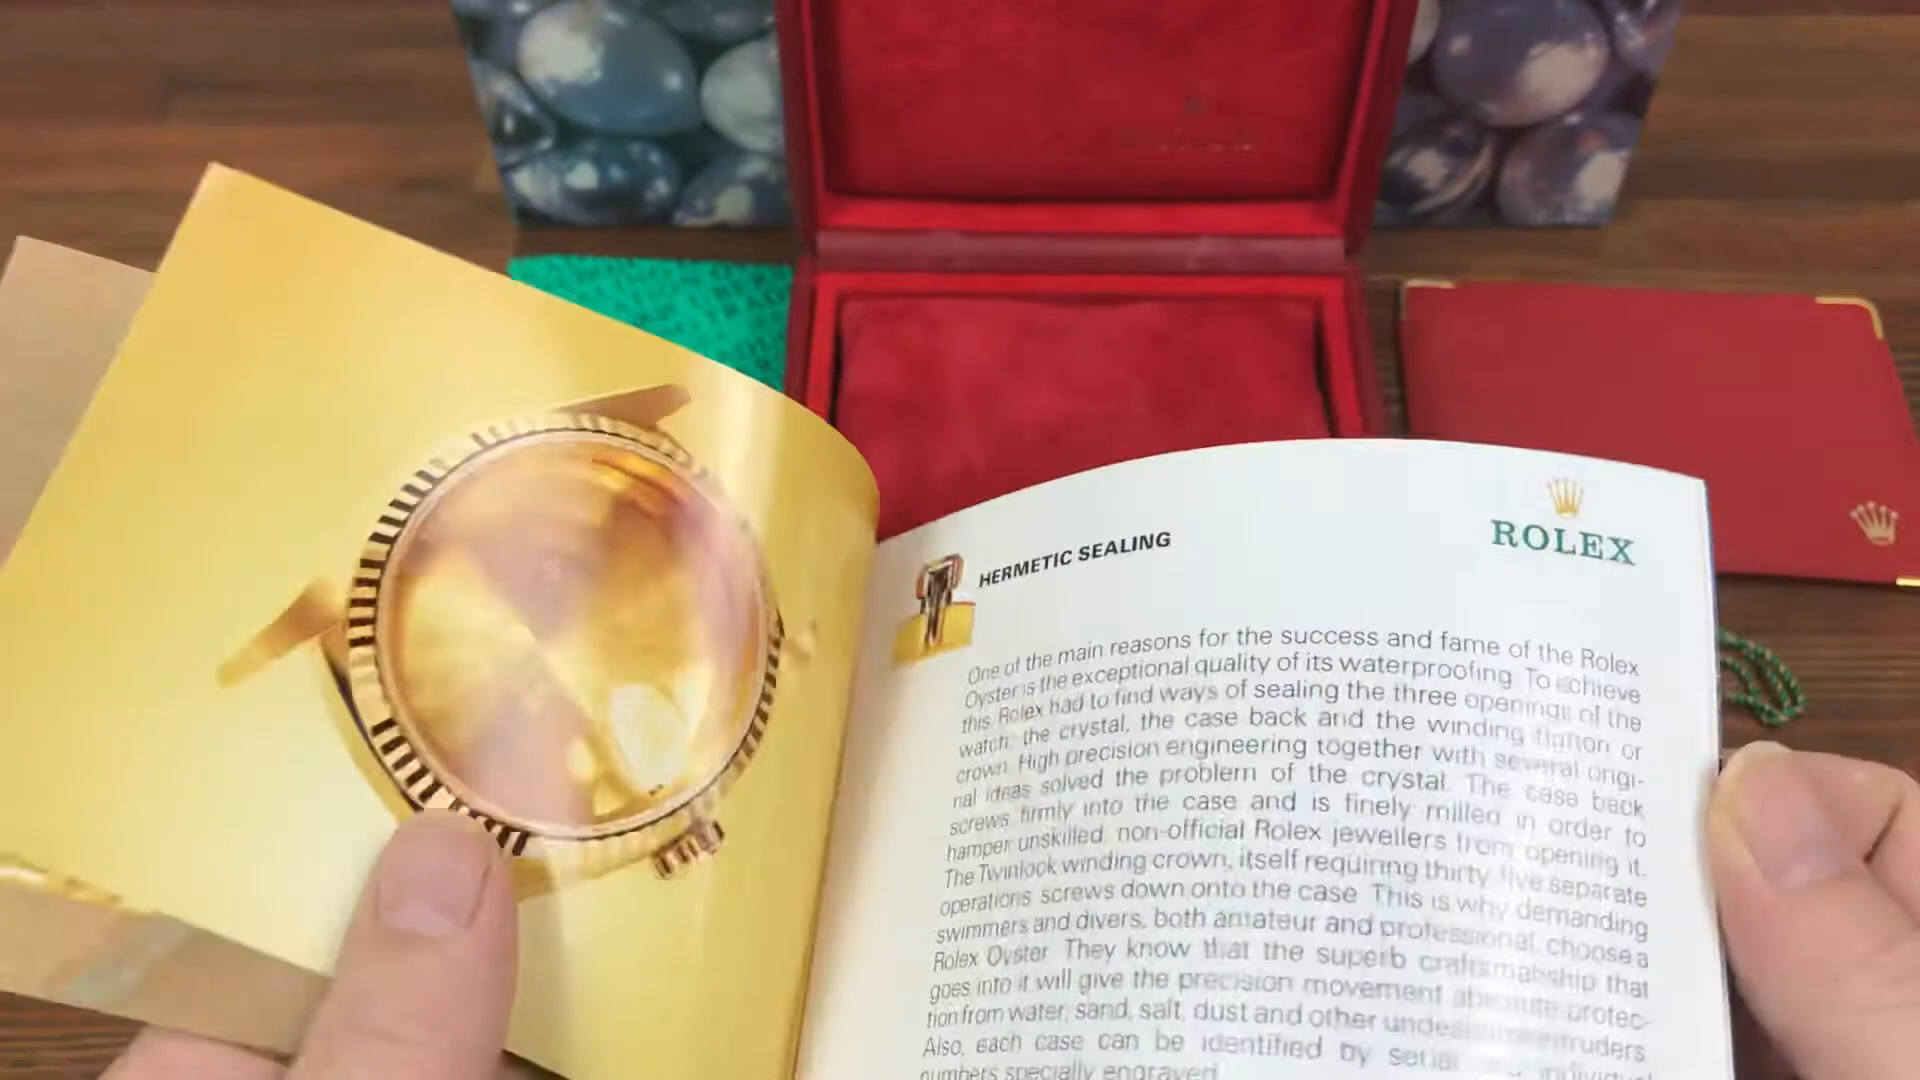 ROLEX
HERMETIC SEALING
One of the main reasons for the success and fame of the Rolex
Oyster is the exceptional quality of its waterproofing. To achieve
this, Rolex had to find ways of sealing the three openings of the
watch: the crystal, the case back and the winding button or
crown. High precision engineering together with several origi-
nal ideas solved the problem of the crystal. The case back
screws firmly into the case and is finely milled in order to
hamper unskilled, non-official Rolex jewellers from opening it.
The Twinlock winding crown, itself requiring thirty five separate
operations screws down onto the case. This is why demanding
swimmers and divers, both amateur and professional, choose a
Rolex Oyster. They know that the superb craftsmanship that
goes into it will give the precision movement absolute protec-
tion from water, sand, salt, dust and other intruders
Also, each case can be identified by serial individual
numbers specially engraved